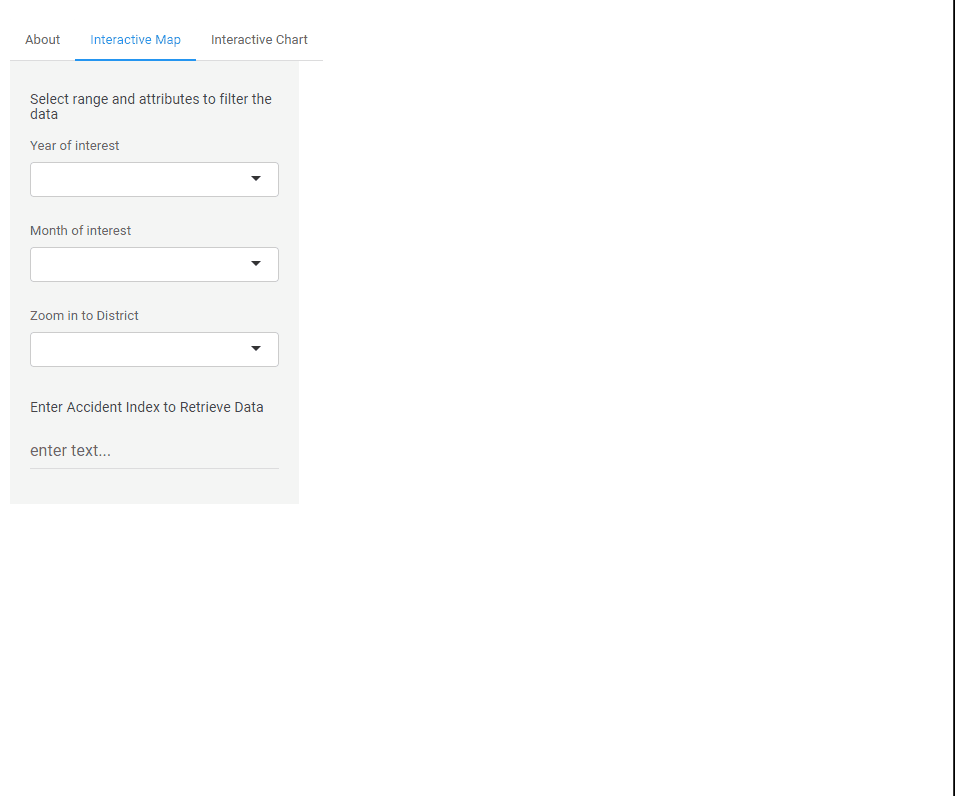 About Interactive Map Interactive Chart
Select range and attributes to filter the
data
Year of interest
Month of interest
Zoom in to District
Enter Accident Index to Retrieve Data
enter text...